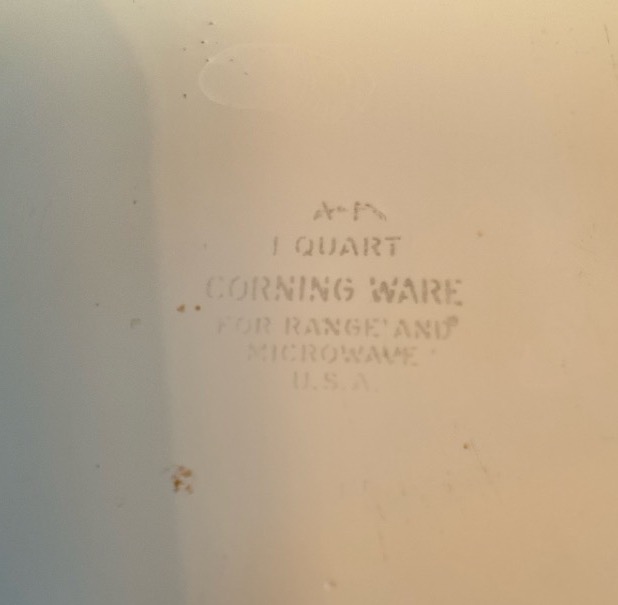 A-1
1 QUART
CORNING WARE
FOR RANGE AND
MICROWAVE
U.S.A.